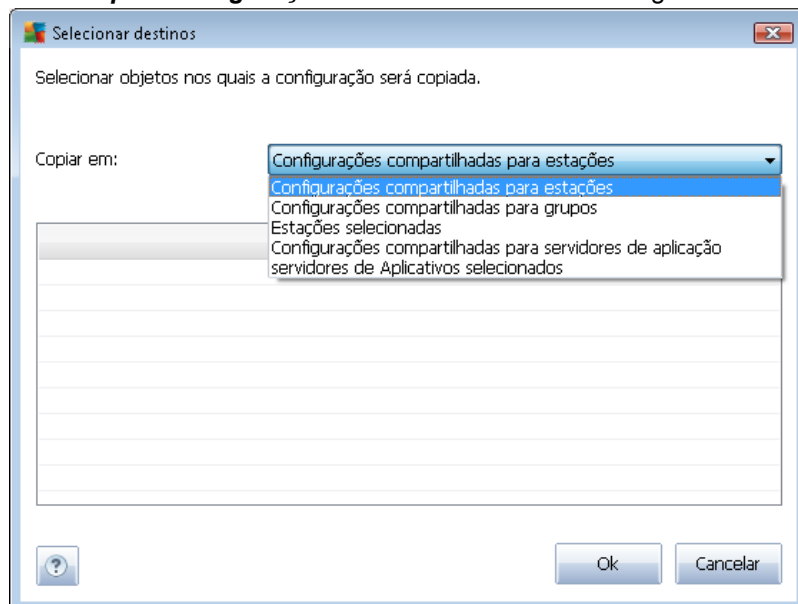 Selecionar destinos
Selecionar objetos nos quais a configuração será copiada.
Copiar em:
Configurações compartilhadas para estações
Configurações compartilhadas para estações
Configurações compartilhadas para grupos
Estações selecionadas
Configurações compartilhadas para servidores de aplicação
servidores de Aplicativos selecionados
?
Ok
Cancelar